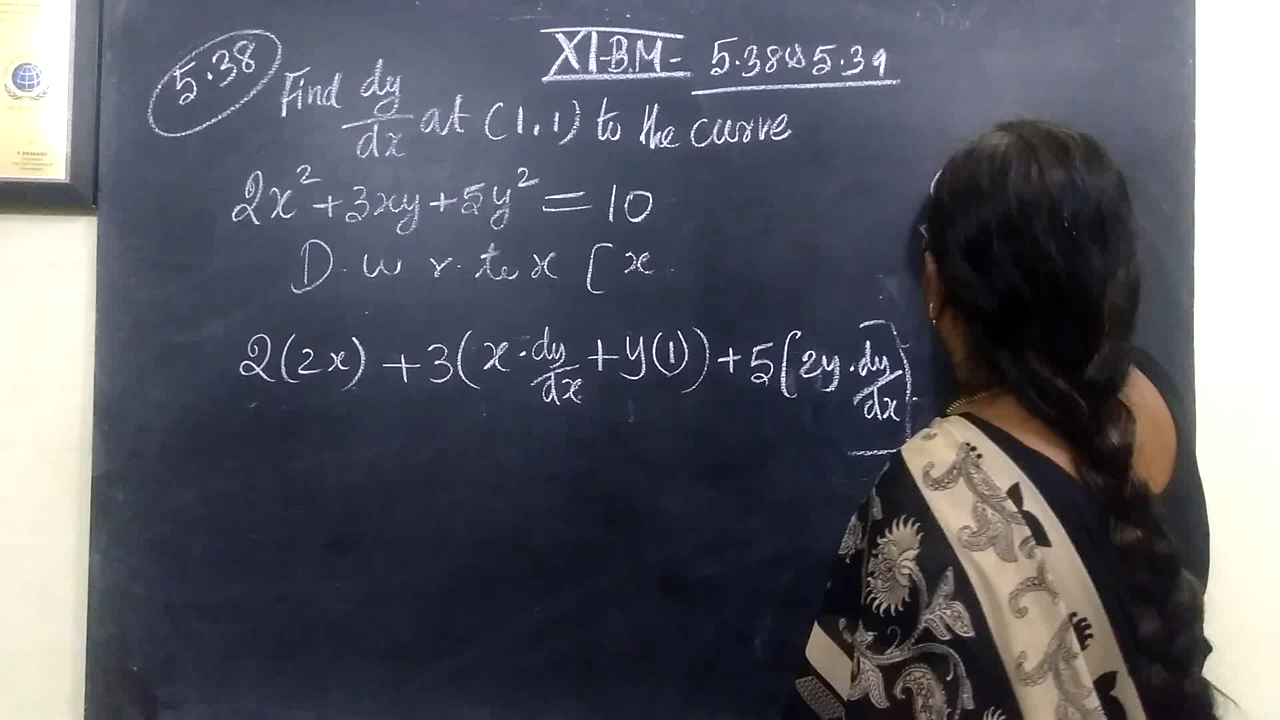 XI-B.M- 5.38 & 5.39
5.38 Find dy/dx at (1,1) to the curve
2x² + 3xy + 5y² = 10
D. w r. to x [x.
2(2x) + 3(x·dy/dx + y(1)) + 5(2y·dy/dx)